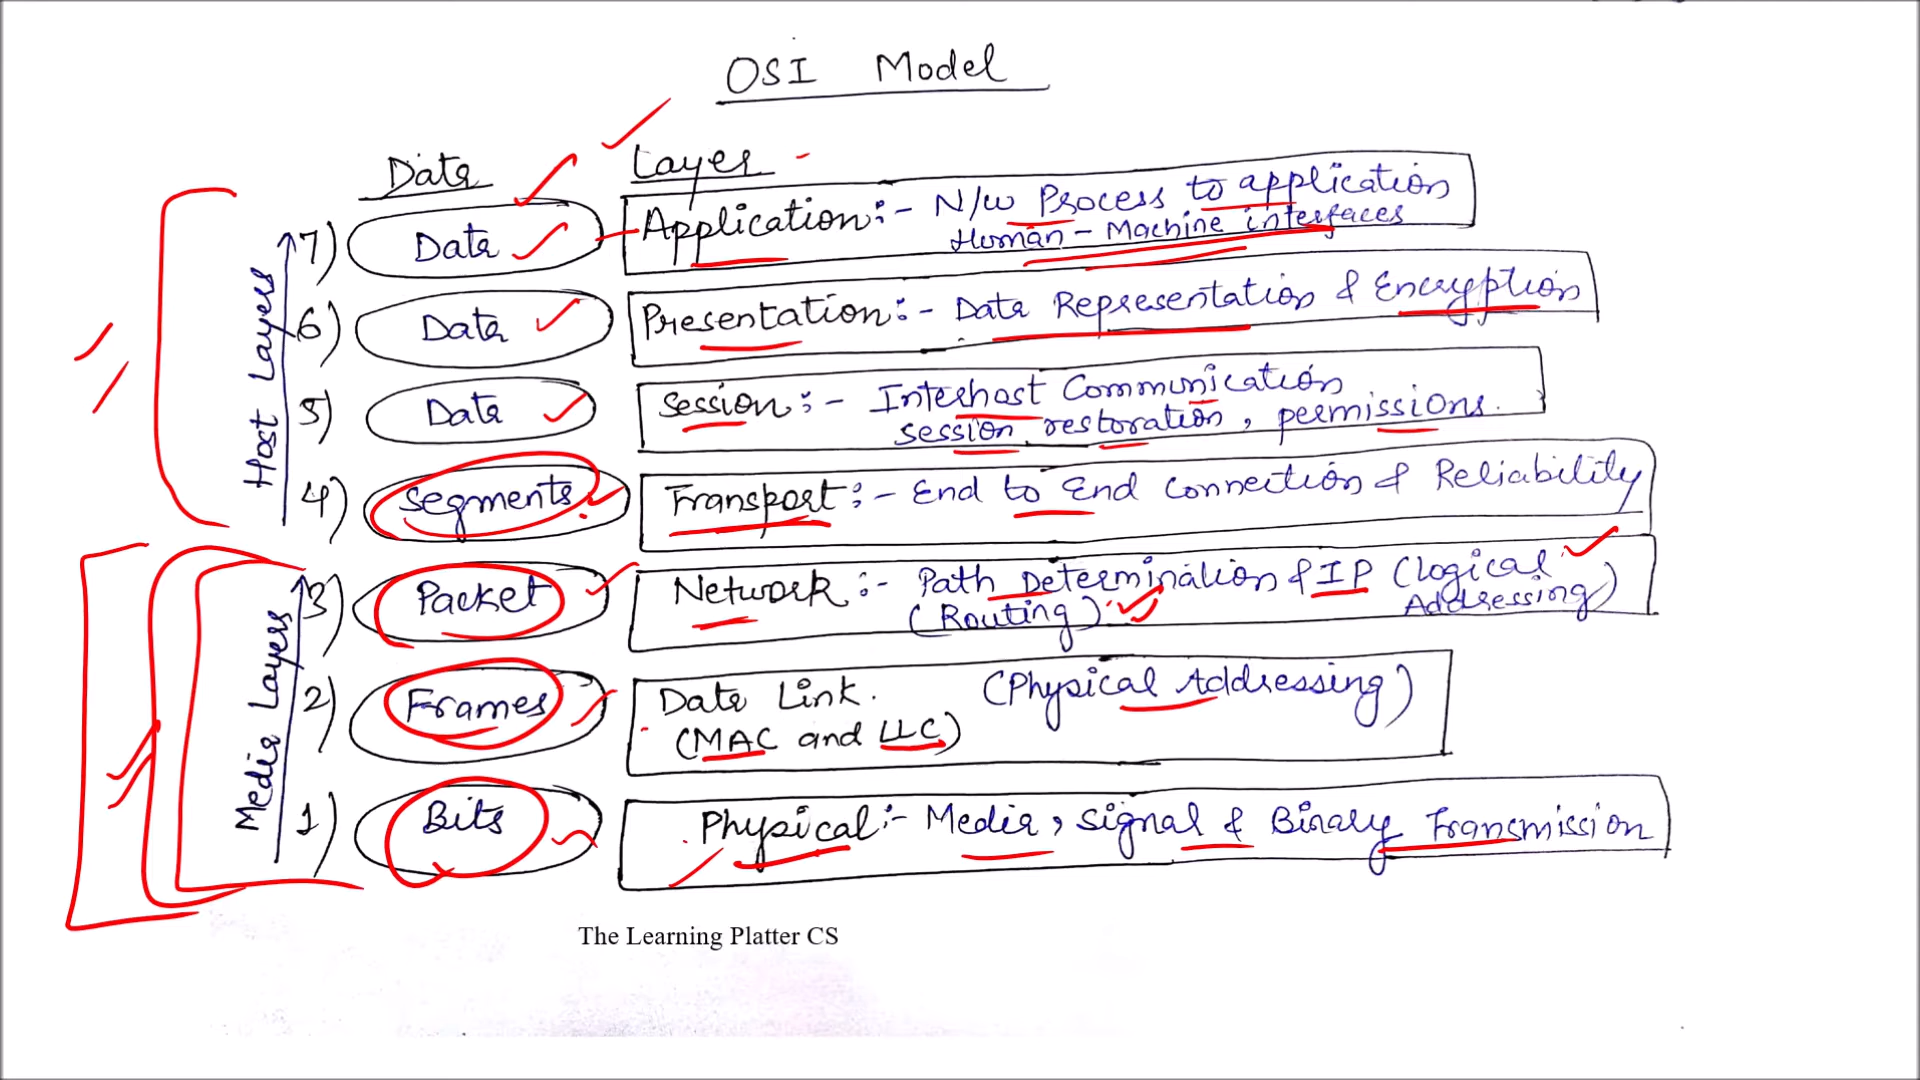 OSI Model
Data Layer
7) Data Application:- N/w Process to application
Human-Machine interfaces
6) Data Presentation:- Data Representation & Encryption
5) Data Session:- Interhost Communication
session restoration, permissions.
4) Segments Transport:- End to End connection & Reliability
3) Packet Network:- Path Determination & IP (Logical Addressing)
(Routing)
2) Frames Data Link. (Physical Addressing)
(MAC and LLC)
1) Bits Physical:- Media, Signal & Binary Transmission
Host Layers
Media Layers
The Learning Platter CS